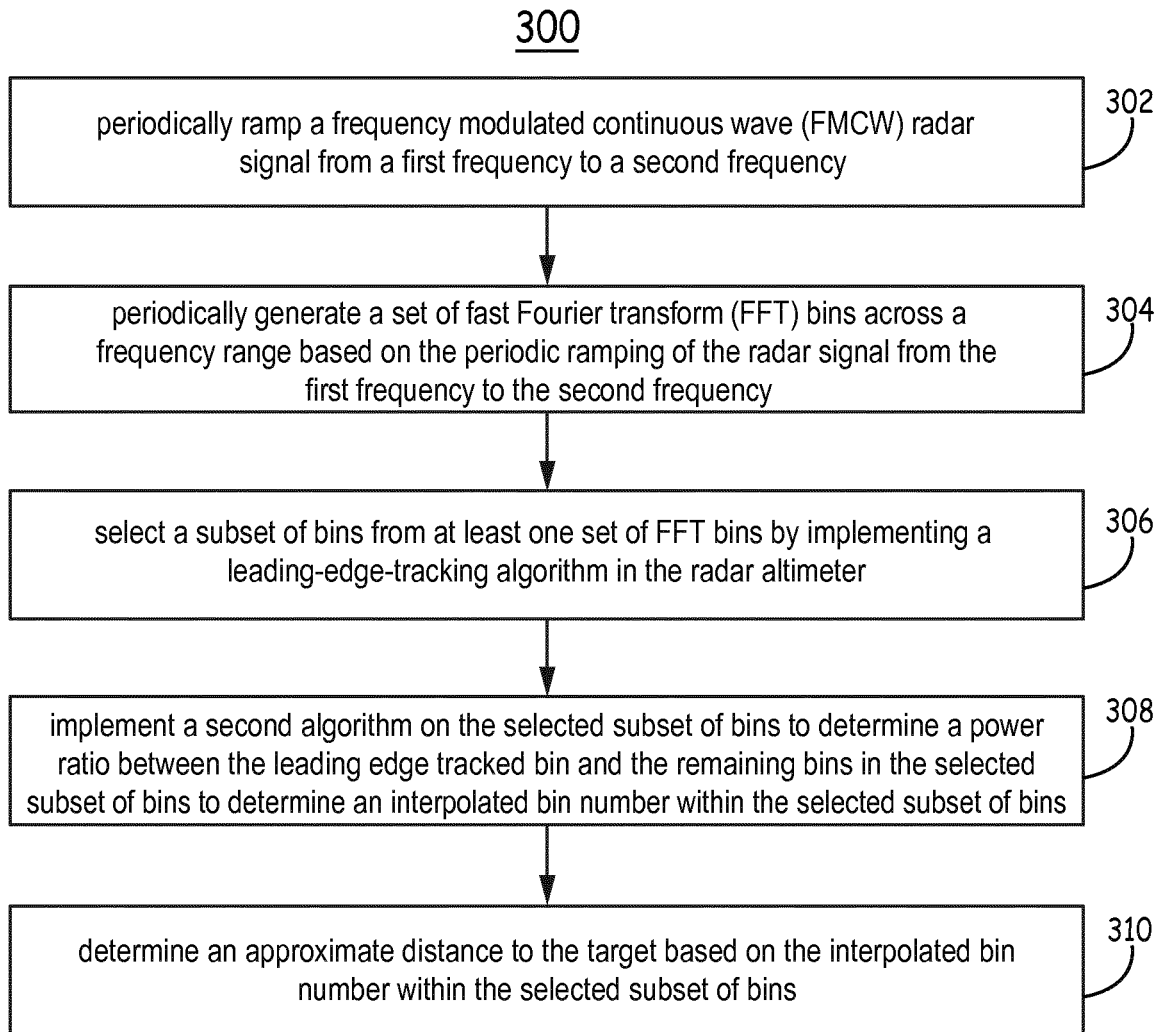 300
periodically ramp a frequency modulated continuous wave (FMCW) radar
signal from a first frequency to a second frequency
302
periodically generate a set of fast Fourier transform (FFT) bins across a
frequency range based on the periodic ramping of the radar signal from the
first frequency to the second frequency
304
select a subset of bins from at least one set of FFT bins by implementing a
leading-edge-tracking algorithm in the radar altimeter
306
implement a second algorithm on the selected subset of bins to determine a power
ratio between the leading edge tracked bin and the remaining bins in the selected
subset of bins to determine an interpolated bin number within the selected subset of bins
308
determine an approximate distance to the target based on the interpolated bin
number within the selected subset of bins
310